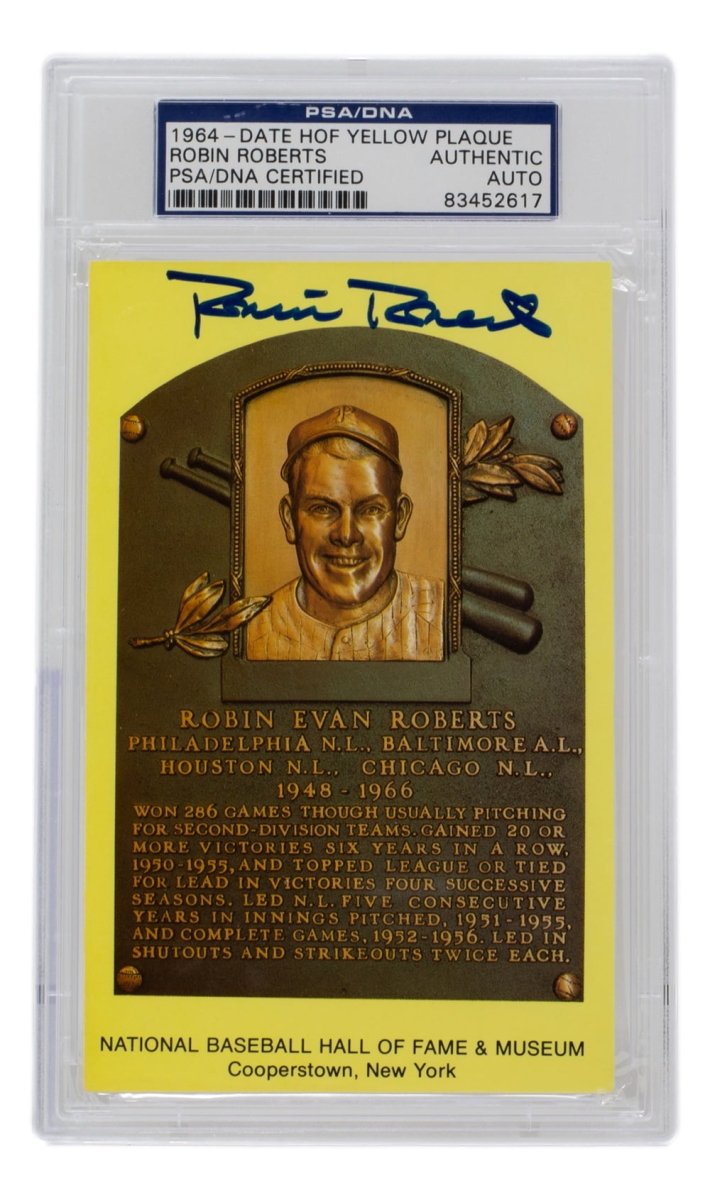 PSA/DNA
1964-DATE HOF YELLOW PLAQUE
ROBIN ROBERTS AUTHENTIC
PSA/DNA CERTIFIED AUTO
83452617
Robin Roberts
ROBIN EVAN ROBERTS
PHILADELPHIA N.L., BALTIMORE A.L.,
HOUSTON N.L., CHICAGO N.L.,
1948 - 1966
WON 286 GAMES THOUGH USUALLY PITCHING
FOR SECOND-DIVISION TEAMS. GAINED 20 OR
MORE VICTORIES SIX YEARS IN A ROW,
1950-1955, AND TOPPED LEAGUE OR TIED
FOR LEAD IN VICTORIES FOUR SUCCESSIVE
SEASONS. LED N.L. FIVE CONSECUTIVE
YEARS IN INNINGS PITCHED, 1951-1955,
AND COMPLETE GAMES, 1952-1956. LED IN
SHUTOUTS AND STRIKEOUTS TWICE EACH.
NATIONAL BASEBALL HALL OF FAME & MUSEUM
Cooperstown, New York